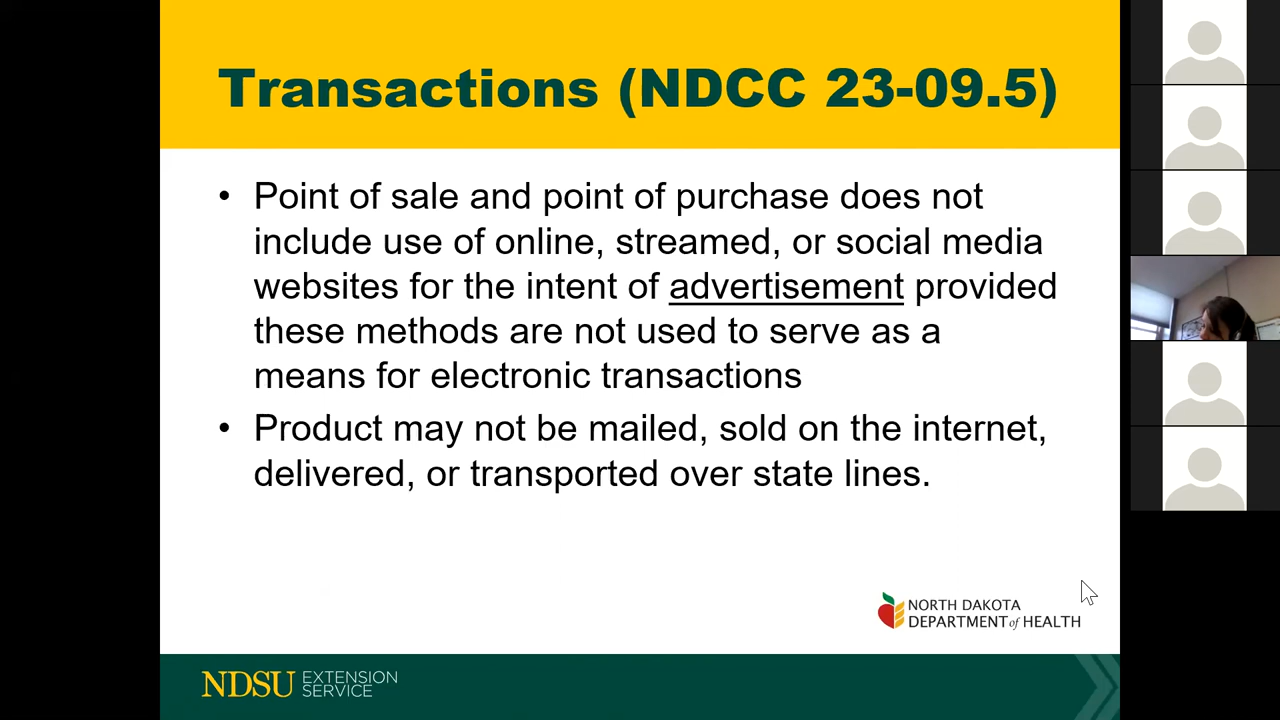 Transactions (NDCC 23-09.5)
• Point of sale and point of purchase does not
include use of online, streamed, or social media
websites for the intent of advertisement provided
these methods are not used to serve as a
means for electronic transactions
• Product may not be mailed, sold on the internet,
delivered, or transported over state lines.
NORTH DAKOTA
DEPARTMENT of HEALTH
NDSU EXTENSION
SERVICE